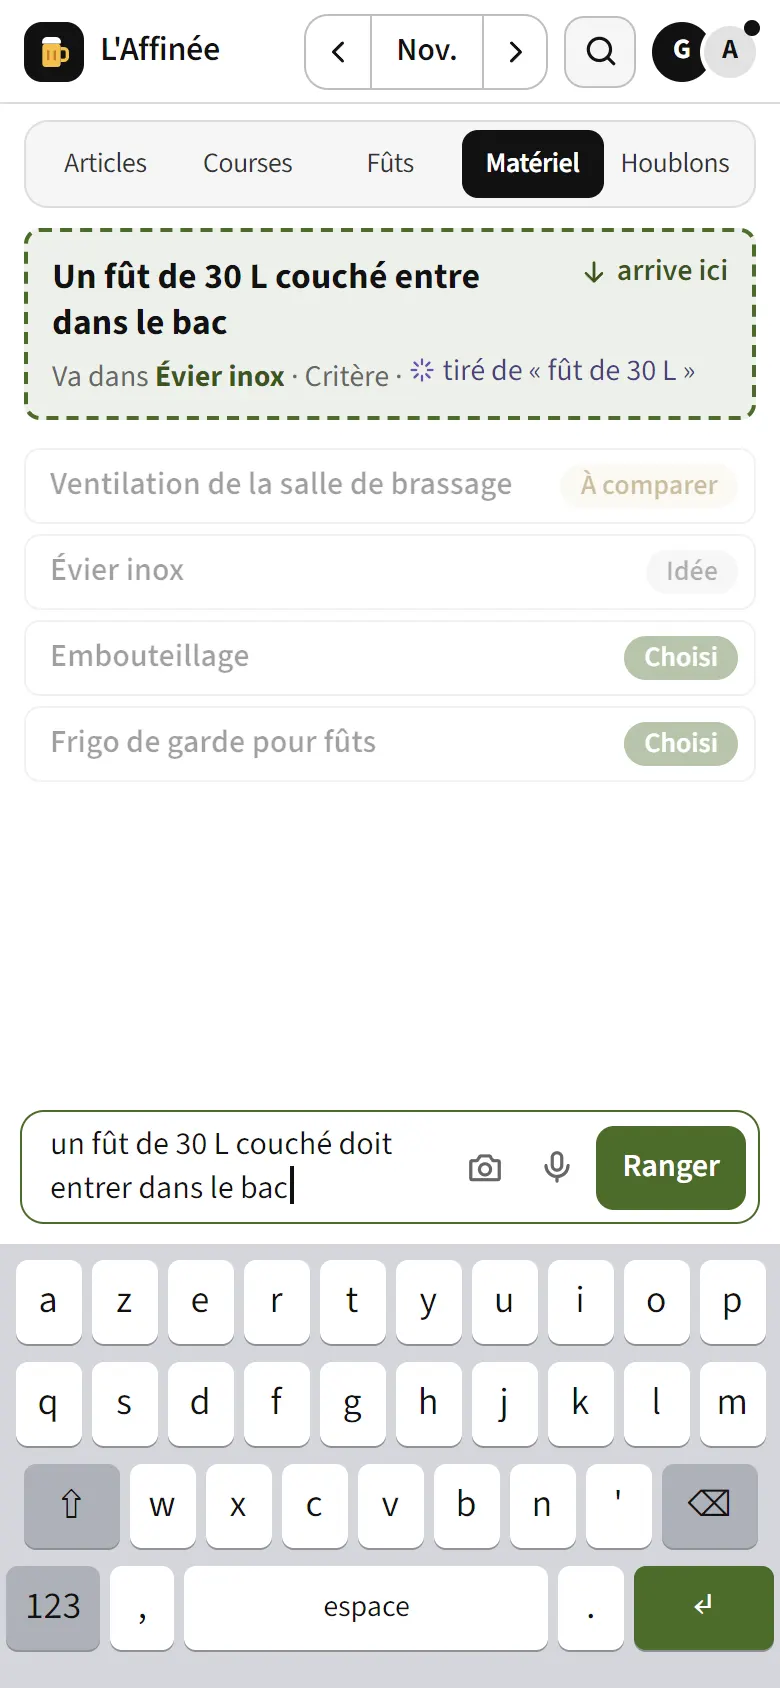 L'Affinée
Nov.
G
A
Articles
Courses
Fûts
Matériel
Houblons
Un fût de 30 L couché entre
dans le bac
↓ arrive ici
Va dans Évier inox · Critère · tiré de « fût de 30 L »
Ventilation de la salle de brassage
À comparer
Évier inox
Idée
Embouteillage
Choisi
Frigo de garde pour fûts
Choisi
un fût de 30 L couché doit
entrer dans le bac
Ranger
a z e r t y u i o p
q s d f g h j k l m
⇧ w x c v b n ' ⌫
123 , espace . ↵